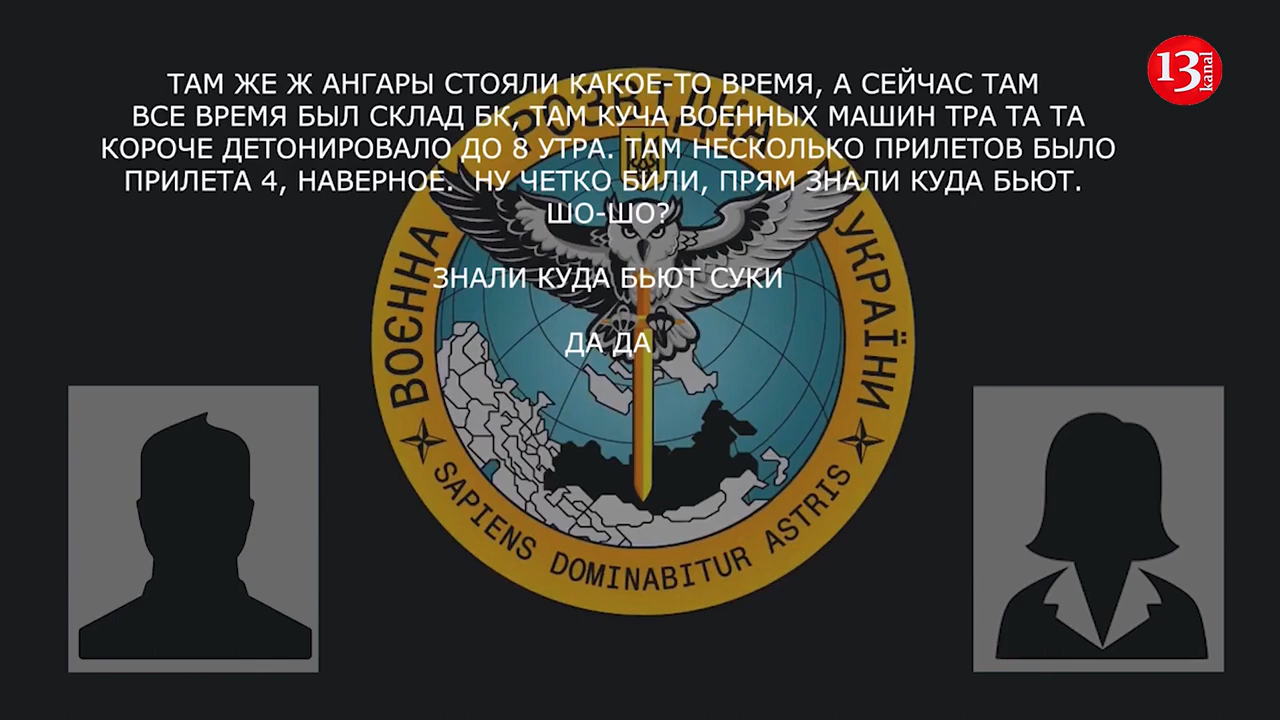 13
kanal
ТАМ ЖЕ Ж АНГАРЫ СТОЯЛИ КАКОЕ-ТО ВРЕМЯ, А СЕЙЧАС ТАМ
ВСЕ ВРЕМЯ БЫЛ СКЛАД БК, ТАМ КУЧА ВОЕННЫХ МАШИН ТРА ТА ТА
КОРОЧЕ ДЕТОНИРОВАЛО ДО 8 УТРА. ТАМ НЕСКОЛЬКО ПРИЛЕТОВ БЫЛО
ПРИЛЕТА 4, НАВЕРНОЕ. НУ ЧЕТКО БИЛИ, ПРЯМ ЗНАЛИ КУДА БЬЮТ.
ШО-ШО?
ЗНАЛИ КУДА БЬЮТ СУКИ
ДА ДА
ВОЄННА РОЗВІДКА УКРАЇНИ
SAPIENS DOMINABITUR ASTRIS